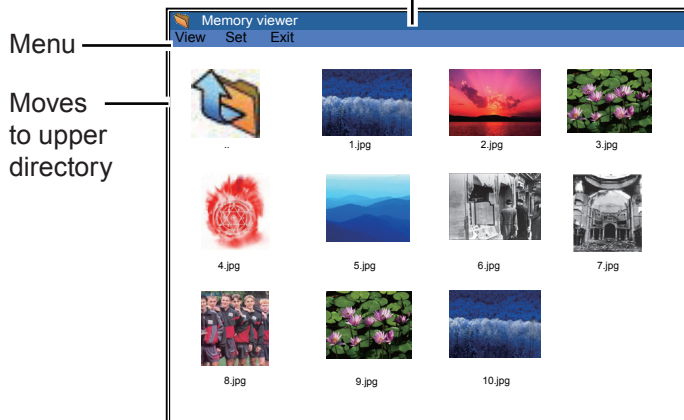 Memory viewer
View Set Exit
Menu
Moves
to upper
directory
..
1.jpg 2.jpg 3.jpg
4.jpg 5.jpg 6.jpg 7.jpg
8.jpg 9.jpg 10.jpg